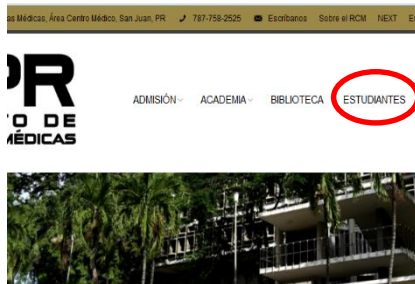 as Médicas, Área Centro Médico, San Juan, PR 787-758-2525 Escríbanos Sobre el RCM NEXT E
PR
TO DE
MÉDICAS
ADMISIÓN ACADEMIA BIBLIOTECA ESTUDIANTES